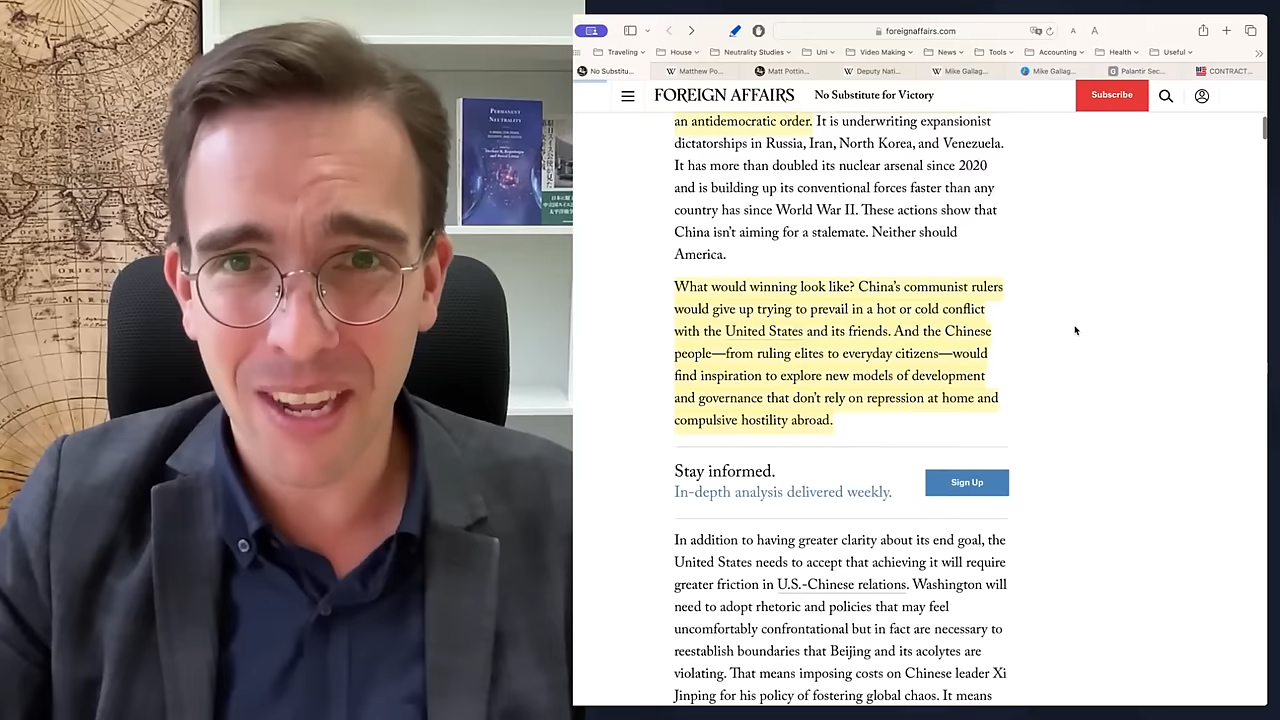 foreignaffairs.com
A A
Traveling House Neutrality Studies Uni Video Making News Tools Accounting Health Useful
No Substitu... Matthew Po... Matt Pottin... Deputy Nati... Mike Gallag... Mike Gallag... Palantir Sec... CONTRACT...
FOREIGN AFFAIRS No Substitute for Victory Subscribe
an antidemocratic order. It is underwriting expansionist
dictatorships in Russia, Iran, North Korea, and Venezuela.
It has more than doubled its nuclear arsenal since 2020
and is building up its conventional forces faster than any
country has since World War II. These actions show that
China isn't aiming for a stalemate. Neither should
America.
What would winning look like? China's communist rulers
would give up trying to prevail in a hot or cold conflict
with the United States and its friends. And the Chinese
people—from ruling elites to everyday citizens—would
find inspiration to explore new models of development
and governance that don't rely on repression at home and
compulsive hostility abroad.
Stay informed.
In-depth analysis delivered weekly.
Sign Up
In addition to having greater clarity about its end goal, the
United States needs to accept that achieving it will require
greater friction in U.S.-Chinese relations. Washington will
need to adopt rhetoric and policies that may feel
uncomfortably confrontational but in fact are necessary to
reestablish boundaries that Beijing and its acolytes are
violating. That means imposing costs on Chinese leader Xi
Jinping for his policy of fostering global chaos. It means
PERMANENT
NEUTRALITY